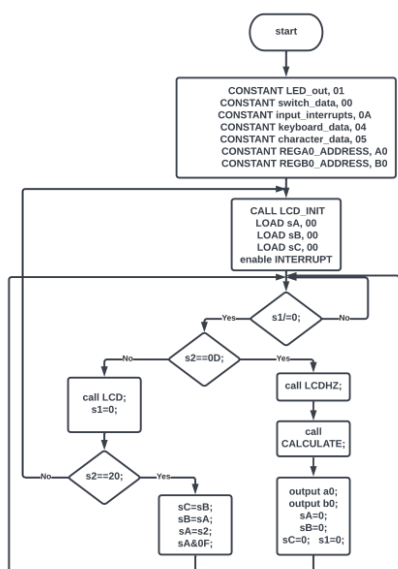 start
CONSTANT LED_out, 01
CONSTANT switch_data, 00
CONSTANT input_interrupts, 0A
CONSTANT keyboard_data, 04
CONSTANT character_data, 05
CONSTANT REGA0_ADDRESS, A0
CONSTANT REGB0_ADDRESS, B0
CALL LCD_INIT
LOAD sA, 00
LOAD sB, 00
LOAD sC, 00
enable INTERRUPT
s1/=0;
Yes
No
s2==0D;
No
Yes
call LCD;
s1=0;
call LCDHZ;
call
CALCULATE;
s2==20;
No
Yes
sC=sB;
sB=sA;
sA=s2;
sA&0F;
output a0;
output b0;
sA=0;
sB=0;
sC=0; s1=0;